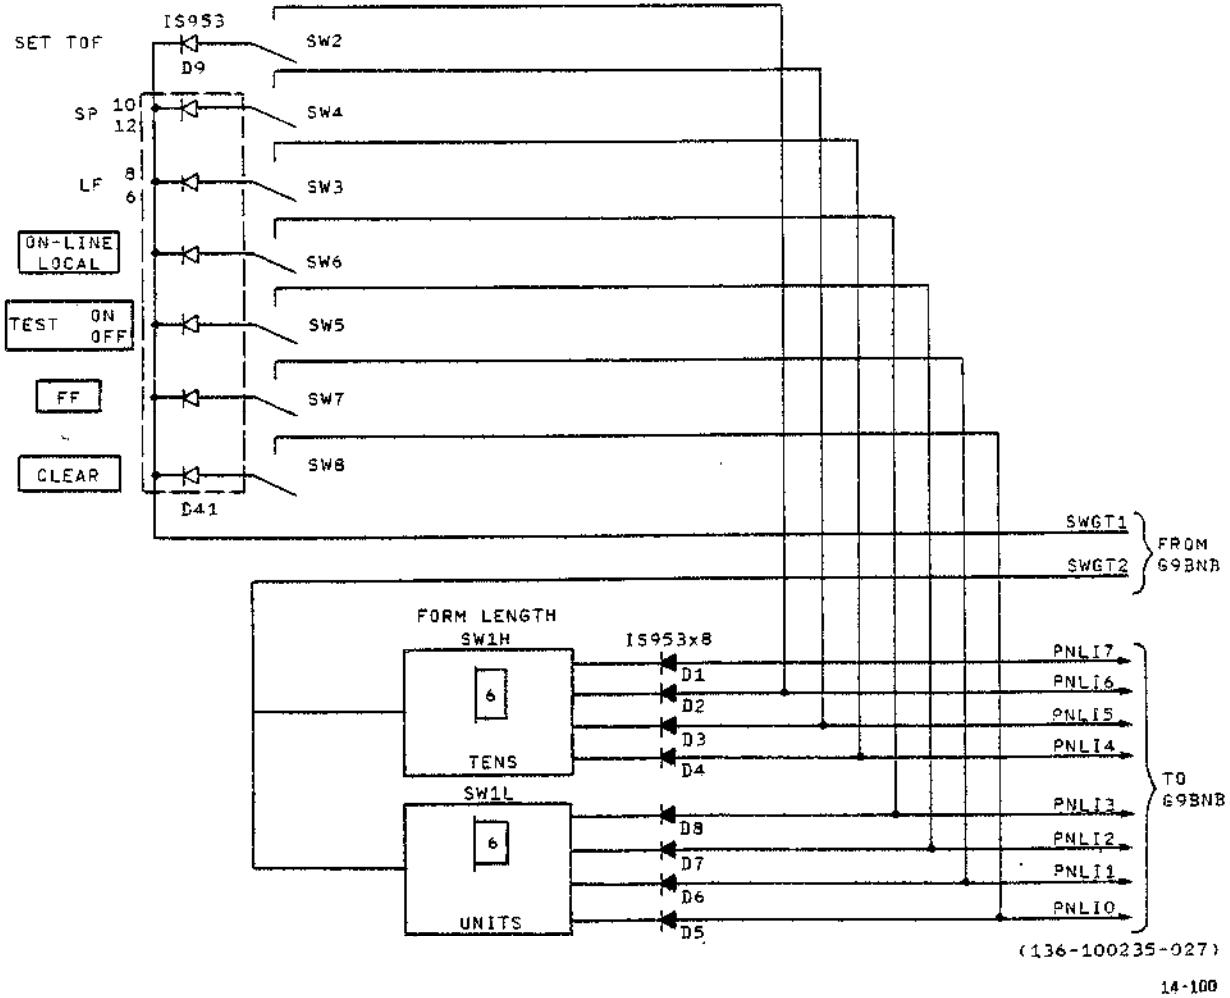 IS953
SET TOF
SW2
D9
SP 10
12
SW4
LF 8
6
SW3
ON-LINE
LOCAL
SW6
TEST ON
OFF
SW5
FF
SW7
CLEAR
SW8
D41
SWGT1
SWGT2
FROM
G9BNB
FORM LENGTH
SW1H
6
TENS
IS953x8
D1
D2
D3
D4
PNLI7
PNLI6
PNLI5
PNLI4
SW1L
6
UNITS
D8
D7
D6
D5
PNLI3
PNLI2
PNLI1
PNLI0
TO
G9BNB
(136-100235-027)
14-100